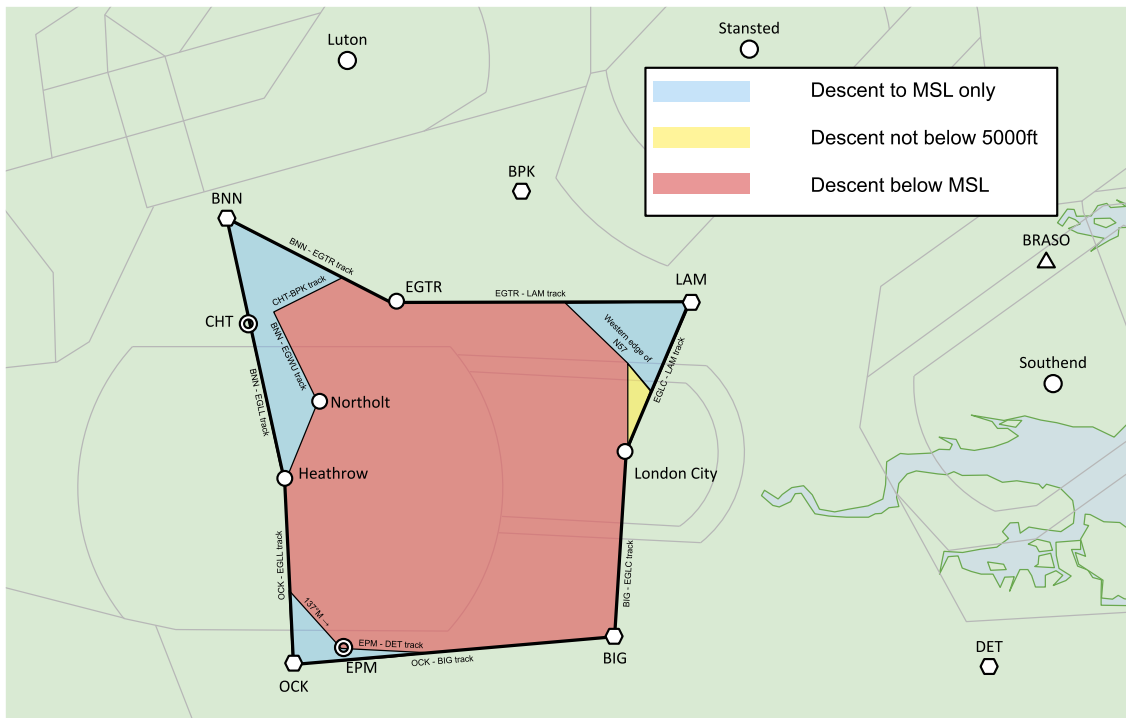 Luton
Stansted
Descent to MSL only
Descent not below 5000ft
Descent below MSL
BPK
BNN
BRASO
BNN - EGTR track
LAM
EGTR
EGTR - LAM track
CHT-BPK track
CHT
Western edge of
N57
BNN - EGWU track
EGLC - LAM track
Southend
BNN - EGLL track
Northolt
Heathrow
London City
OCK - EGLL track
BIG - EGLC track
137°M →
EPM - DET track
OCK - BIG track
EPM
BIG
DET
OCK